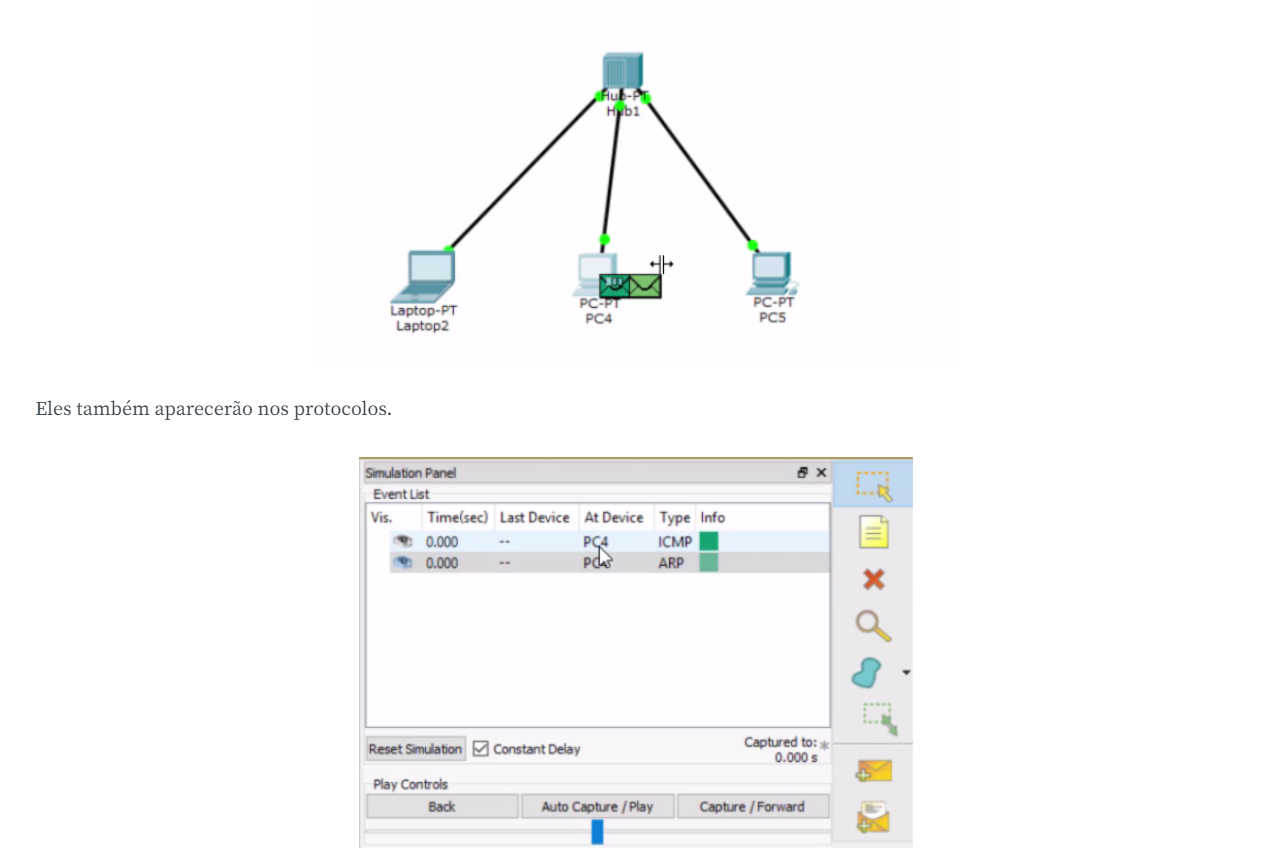 Hub-PT
Hub1
Laptop-PT
Laptop2
PC-PT
PC4
PC-PT
PC5
Eles também aparecerão nos protocolos.
Simulation Panel
Event List
Vis. Time(sec) Last Device At Device Type Info
0.000 -- PC4 ICMP
0.000 -- ARP
Reset Simulation Constant Delay
Captured to: *
0.000 s
Play Controls
Back Auto Capture / Play Capture / Forward